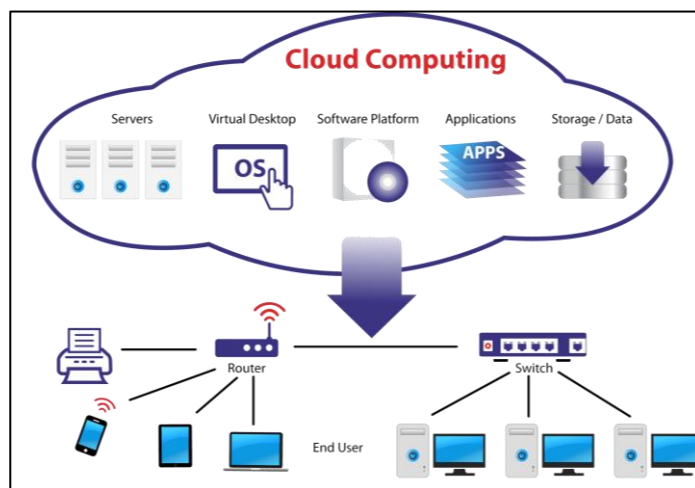 Cloud Computing
Servers
Virtual Desktop
Software Platform
Applications
Storage / Data
OS
APPS
Router
Switch
End User